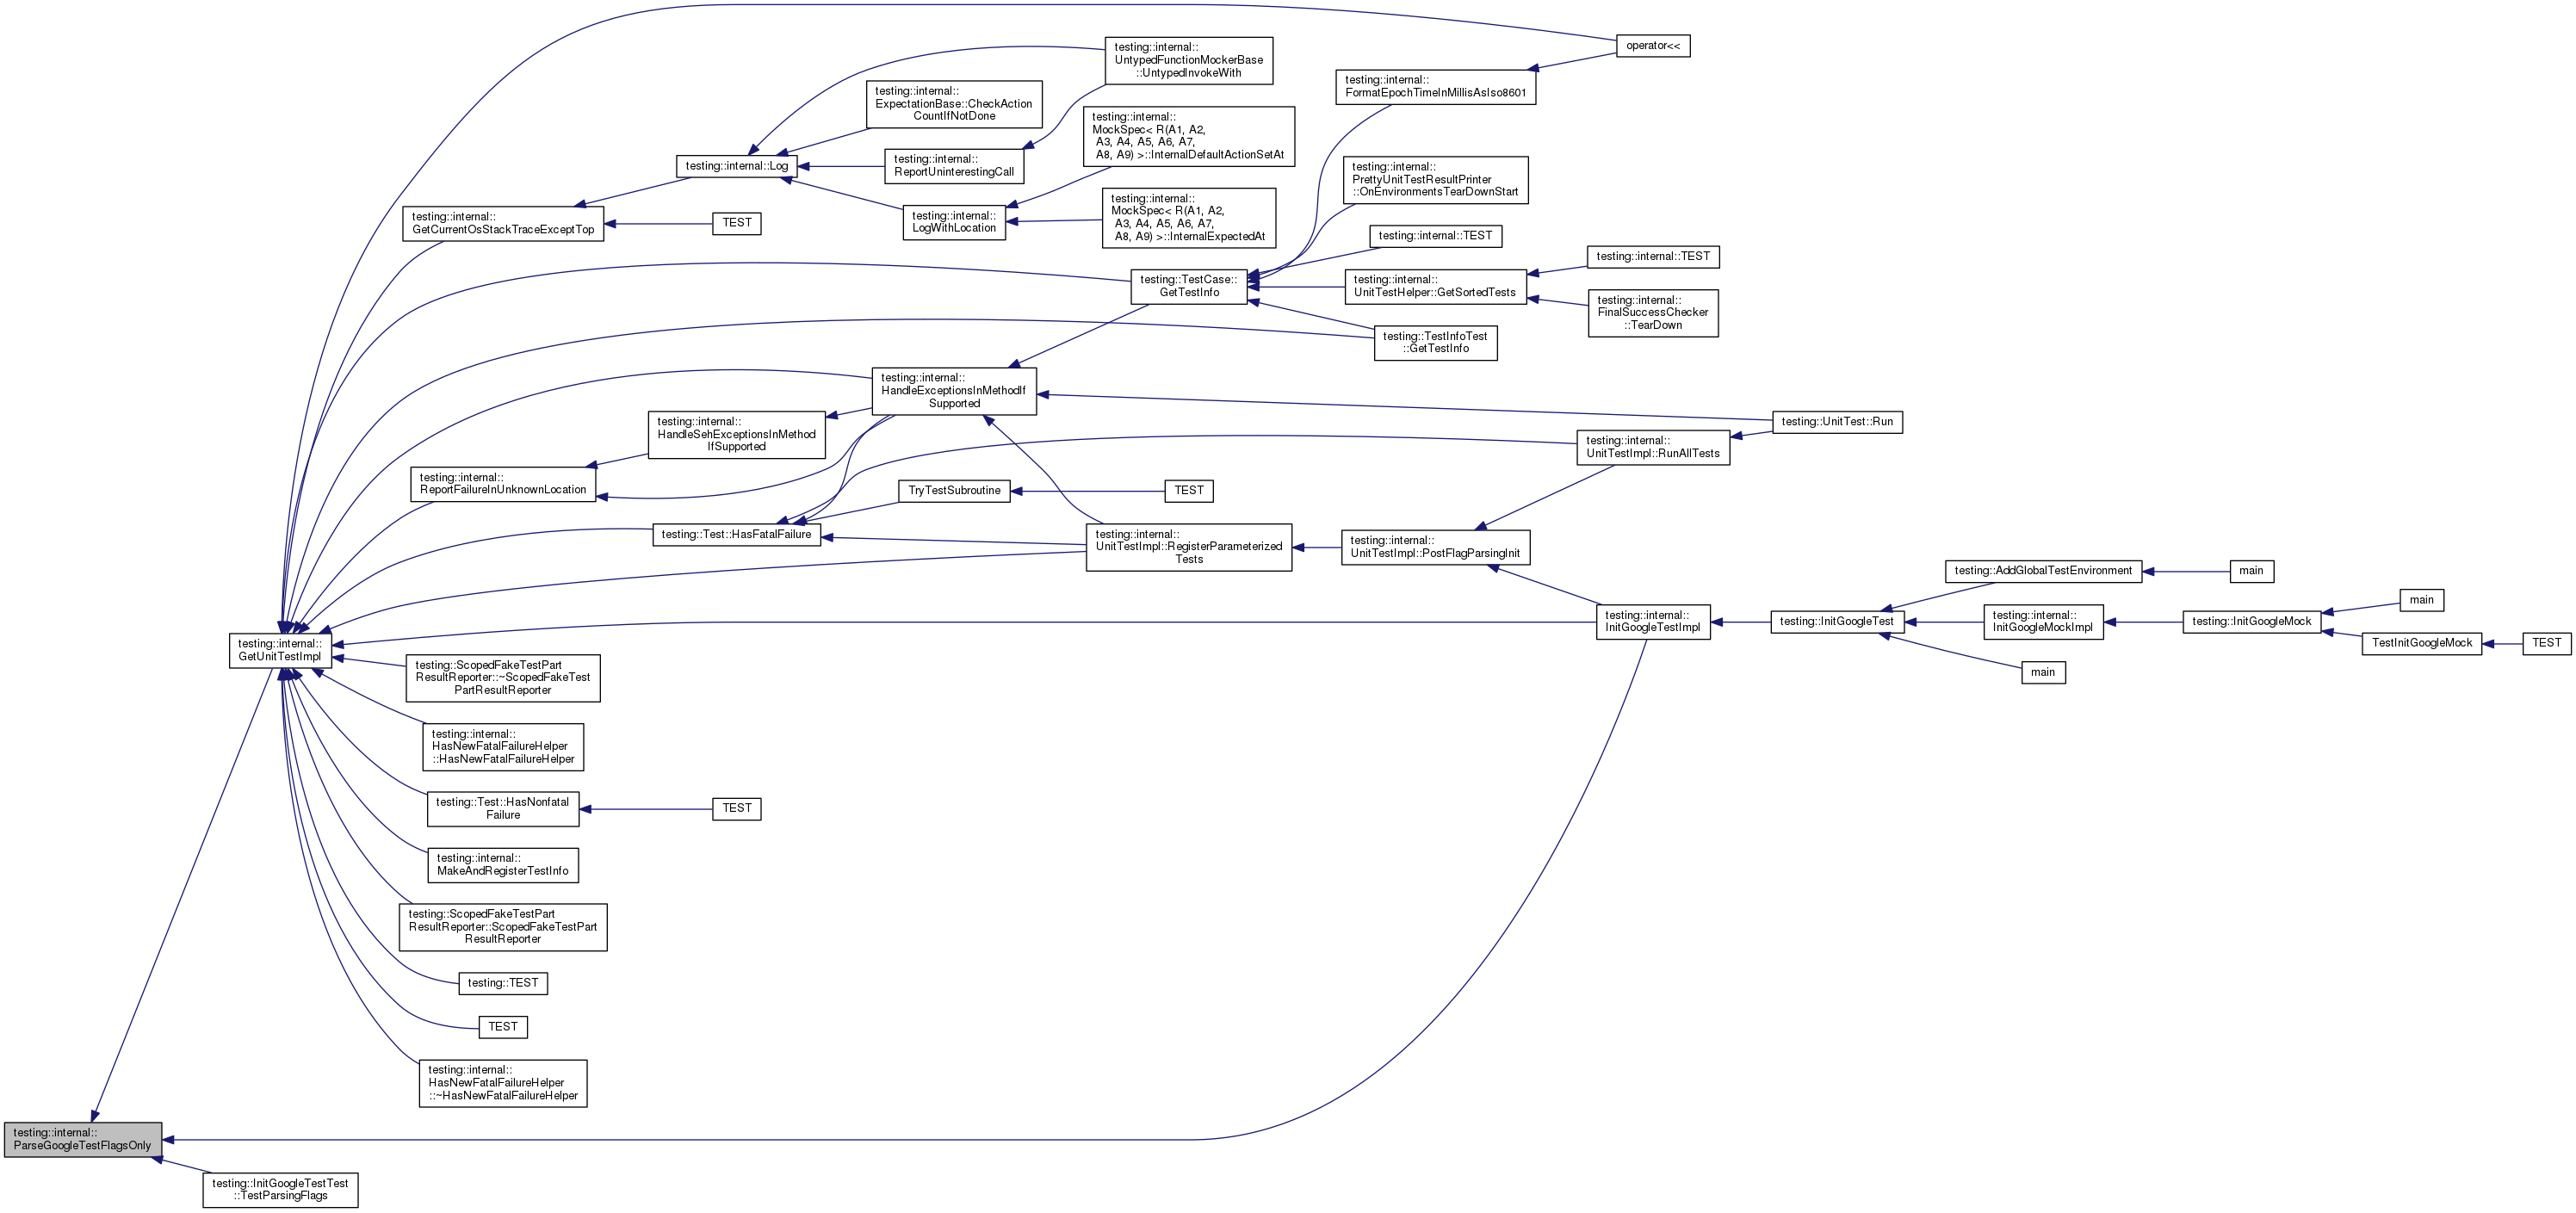 operator<<
testing::internal::
UntypedFunctionMockerBase
::UntypedInvokeWith
testing::internal::
FormatEpochTimeInMillisAsIso8601
testing::internal::
ExpectationBase::CheckAction
CountIfNotDone
testing::internal::
MockSpec< R(A1, A2,
A3, A4, A5, A6, A7,
A8, A9) >::InternalDefaultActionSetAt
testing::internal::Log
testing::internal::
ReportUninterestingCall
testing::internal::
PrettyUnitTestResultPrinter
::OnEnvironmentsTearDownStart
testing::internal::
GetCurrentOsStackTraceExceptTop
TEST
testing::internal::
LogWithLocation
testing::internal::
MockSpec< R(A1, A2,
A3, A4, A5, A6, A7,
A8, A9) >::InternalExpectedAt
testing::internal::TEST
testing::internal::TEST
testing::TestCase::
GetTestInfo
testing::internal::
UnitTestHelper::GetSortedTests
testing::internal::
FinalSuccessChecker
::TearDown
testing::TestInfoTest
::GetTestInfo
testing::internal::
HandleExceptionsInMethodIf
Supported
testing::internal::
HandleSehExceptionsInMethod
IfSupported
testing::UnitTest::Run
testing::internal::
UnitTestImpl::RunAllTests
testing::internal::
ReportFailureInUnknownLocation
TryTestSubroutine
TEST
testing::Test::HasFatalFailure
testing::internal::
UnitTestImpl::RegisterParameterized
Tests
testing::internal::
UnitTestImpl::PostFlagParsingInit
testing::AddGlobalTestEnvironment
main
main
testing::internal::
GetUnitTestImpl
testing::internal::
InitGoogleTestImpl
testing::InitGoogleTest
testing::internal::
InitGoogleMockImpl
testing::InitGoogleMock
TestInitGoogleMock
TEST
main
testing::ScopedFakeTestPart
ResultReporter::~ScopedFakeTest
PartResultReporter
testing::internal::
HasNewFatalFailureHelper
::HasNewFatalFailureHelper
testing::Test::HasNonfatal
Failure
TEST
testing::internal::
MakeAndRegisterTestInfo
testing::ScopedFakeTestPart
ResultReporter::ScopedFakeTestPart
ResultReporter
testing::TEST
TEST
testing::internal::
HasNewFatalFailureHelper
::~HasNewFatalFailureHelper
testing::internal::
ParseGoogleTestFlagsOnly
testing::InitGoogleTestTest
::TestParsingFlags